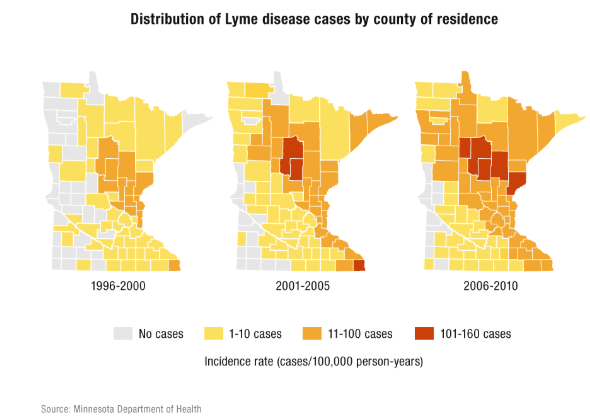 Distribution of Lyme disease cases by county of residence
1996-2000
2001-2005
2006-2010
No cases
1-10 cases
11-100 cases
101-160 cases
Incidence rate (cases/100,000 person-years)
Source: Minnesota Department of Health